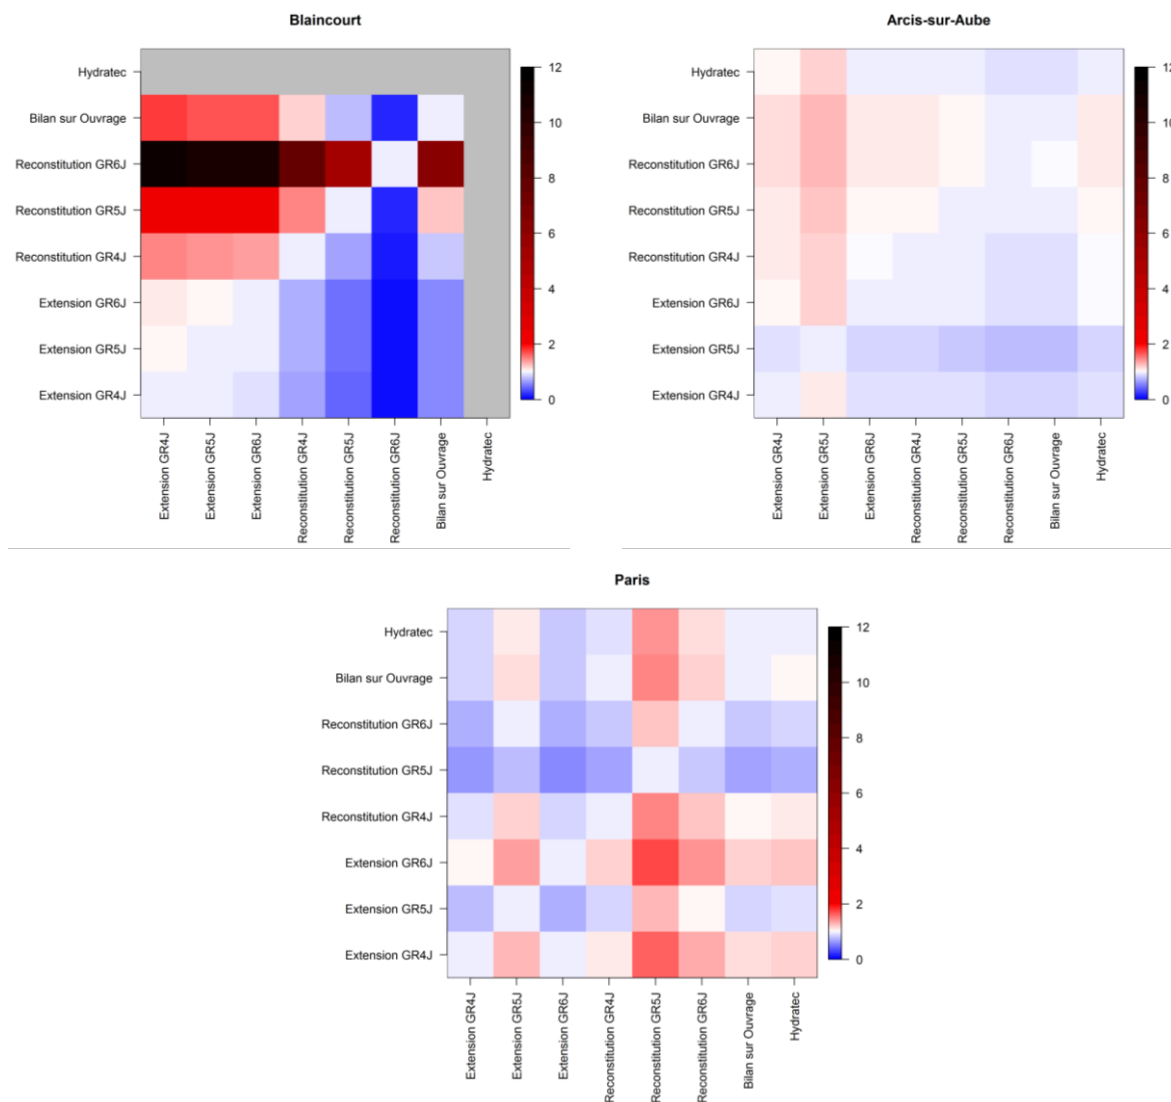 Blaincourt
Hydratec
Bilan sur Ouvrage
Reconstitution GR6J
Reconstitution GR5J
Reconstitution GR4J
Extension GR6J
Extension GR5J
Extension GR4J
12
10
8
6
4
2
0
Extension GR4J
Extension GR5J
Extension GR6J
Reconstitution GR4J
Reconstitution GR5J
Reconstitution GR6J
Bilan sur Ouvrage
Hydratec
Arcis-sur-Aube
Hydratec
Bilan sur Ouvrage
Reconstitution GR6J
Reconstitution GR5J
Reconstitution GR4J
Extension GR6J
Extension GR5J
Extension GR4J
12
10
8
6
4
2
0
Extension GR4J
Extension GR5J
Extension GR6J
Reconstitution GR4J
Reconstitution GR5J
Reconstitution GR6J
Bilan sur Ouvrage
Hydratec
Paris
Hydratec
Bilan sur Ouvrage
Reconstitution GR6J
Reconstitution GR5J
Reconstitution GR4J
Extension GR6J
Extension GR5J
Extension GR4J
12
10
8
6
4
2
0
Extension GR4J
Extension GR5J
Extension GR6J
Reconstitution GR4J
Reconstitution GR5J
Reconstitution GR6J
Bilan sur Ouvrage
Hydratec